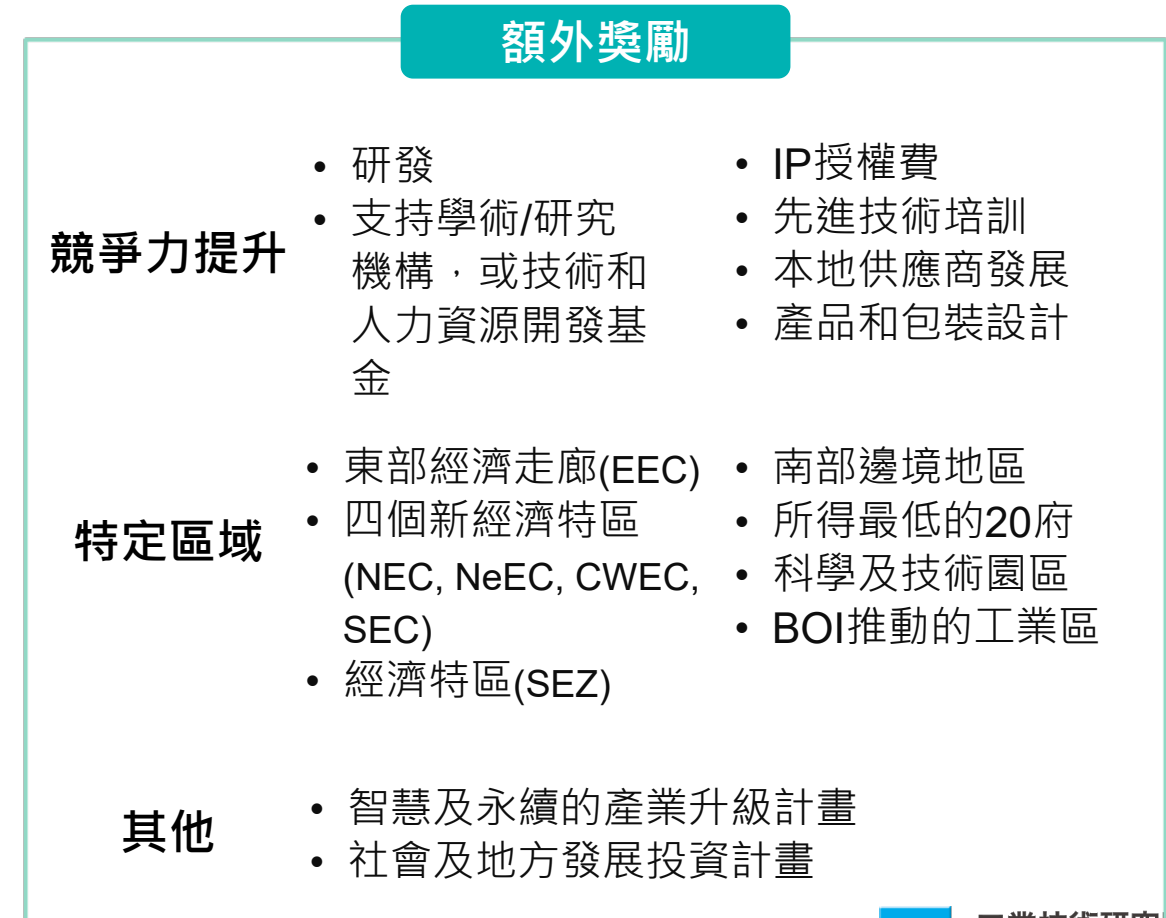 額外獎勵
競爭力提升
• 研發
• 支持學術/研究
機構，或技術和
人力資源開發基
金
• IP授權費
• 先進技術培訓
• 本地供應商發展
• 產品和包裝設計
特定區域
• 東部經濟走廊(EEC)
• 四個新經濟特區
(NEC, NeEC, CWEC,
SEC)
• 經濟特區(SEZ)
• 南部邊境地區
• 所得最低的20府
• 科學及技術園區
• BOI推動的工業區
其他
• 智慧及永續的產業升級計畫
• 社會及地方發展投資計畫